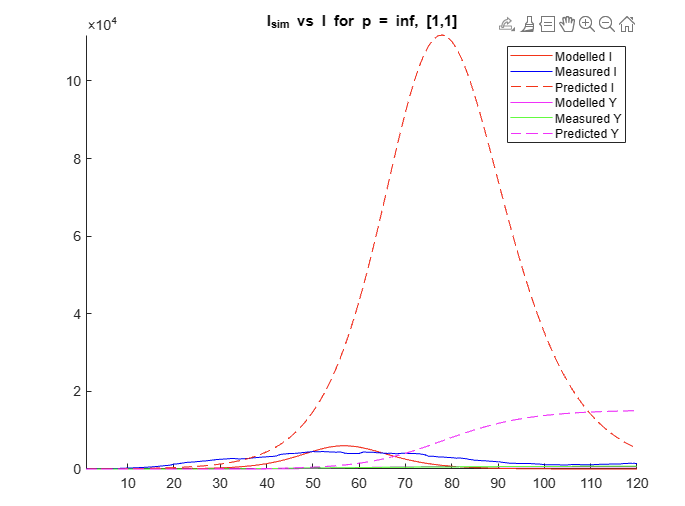 ×10⁴
I_sim vs I for p = inf, [1,1]
Modelled I
Measured I
Predicted I
Modelled Y
Measured Y
Predicted Y
10
8
6
4
2
0
10 20 30 40 50 60 70 80 90 100 110 120